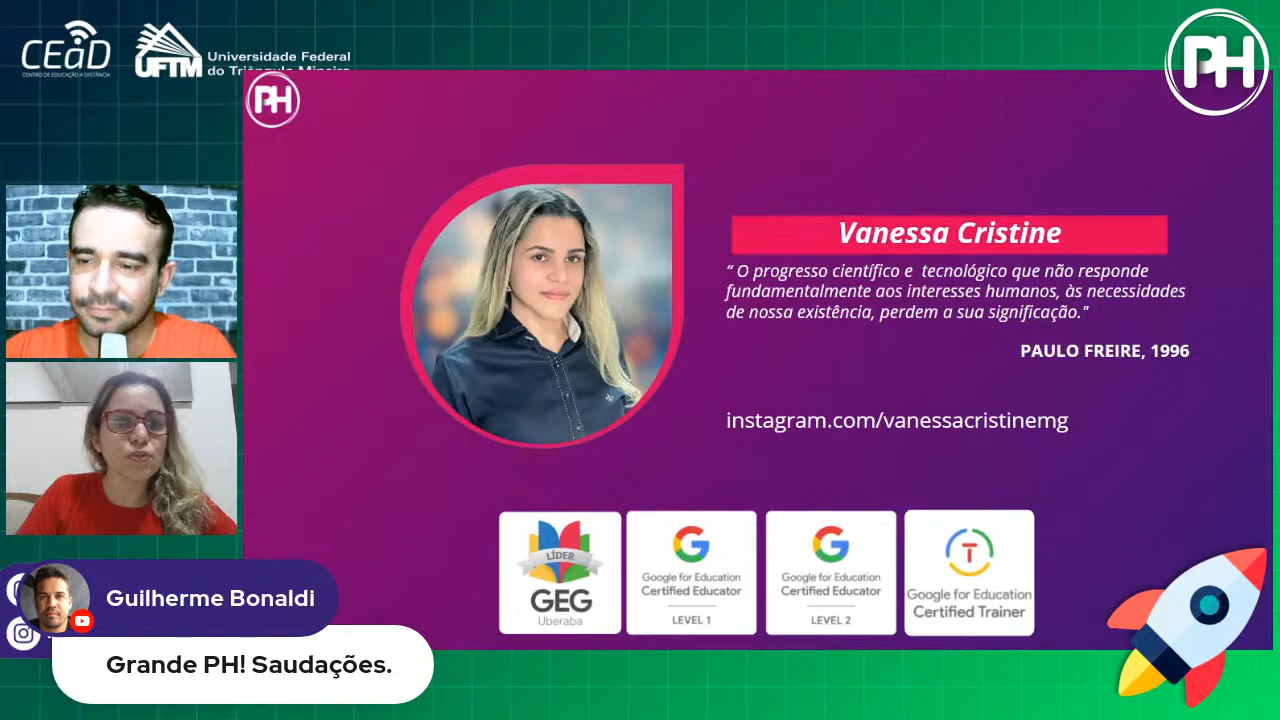 CEaD
CENTRO DE EDUCAÇÃO A DISTÂNCIA
UFTM
Universidade Federal
do Triângulo Mineiro
PH
PH
Vanessa Cristine
“ O progresso científico e tecnológico que não responde
fundamentalmente aos interesses humanos, às necessidades
de nossa existência, perdem a sua significação."
PAULO FREIRE, 1996
instagram.com/vanessacristinemg
LÍDER
GEG
Uberaba
G
Google for Education
Certified Educator
LEVEL 1
G
Google for Education
Certified Educator
LEVEL 2
T
Google for Education
Certified Trainer
Guilherme Bonaldi
Grande PH! Saudações.